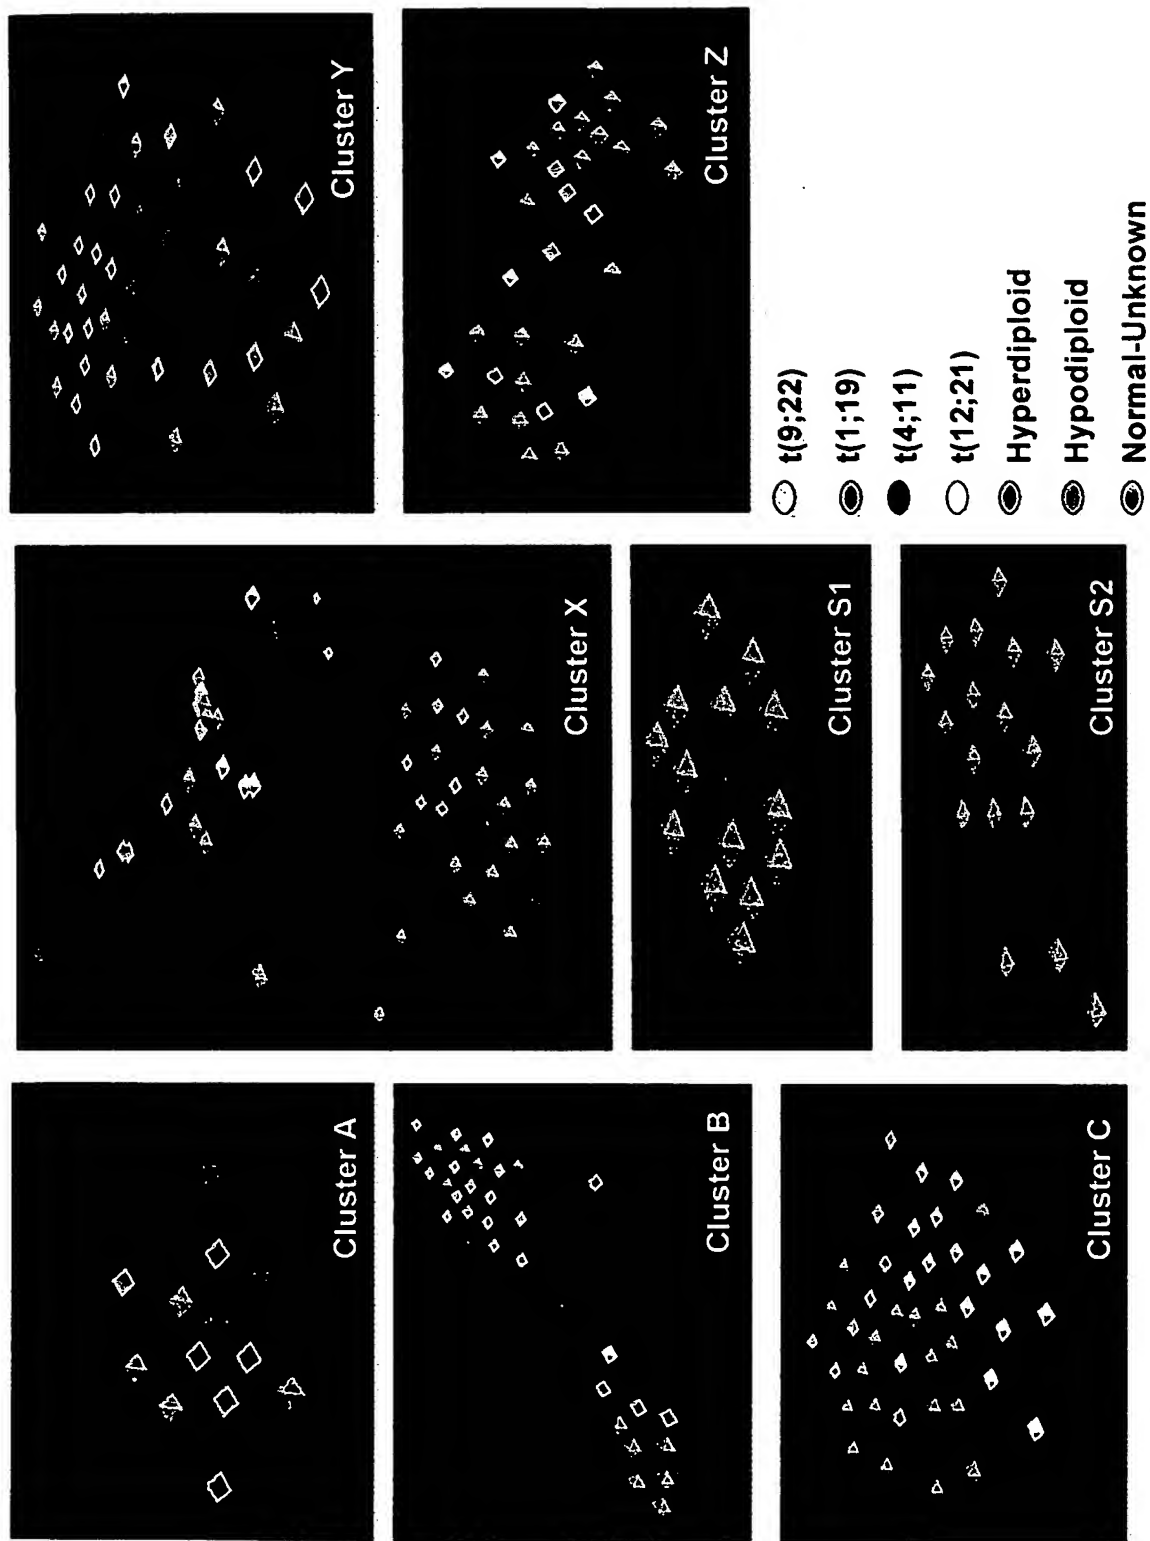 Cluster A
Cluster B
Cluster C
Cluster X
Cluster S1
Cluster S2
Cluster Y
Cluster Z
t(9;22)
t(1;19)
t(4;11)
t(12;21)
Hyperdiploid
Hypodiploid
Normal-Unknown